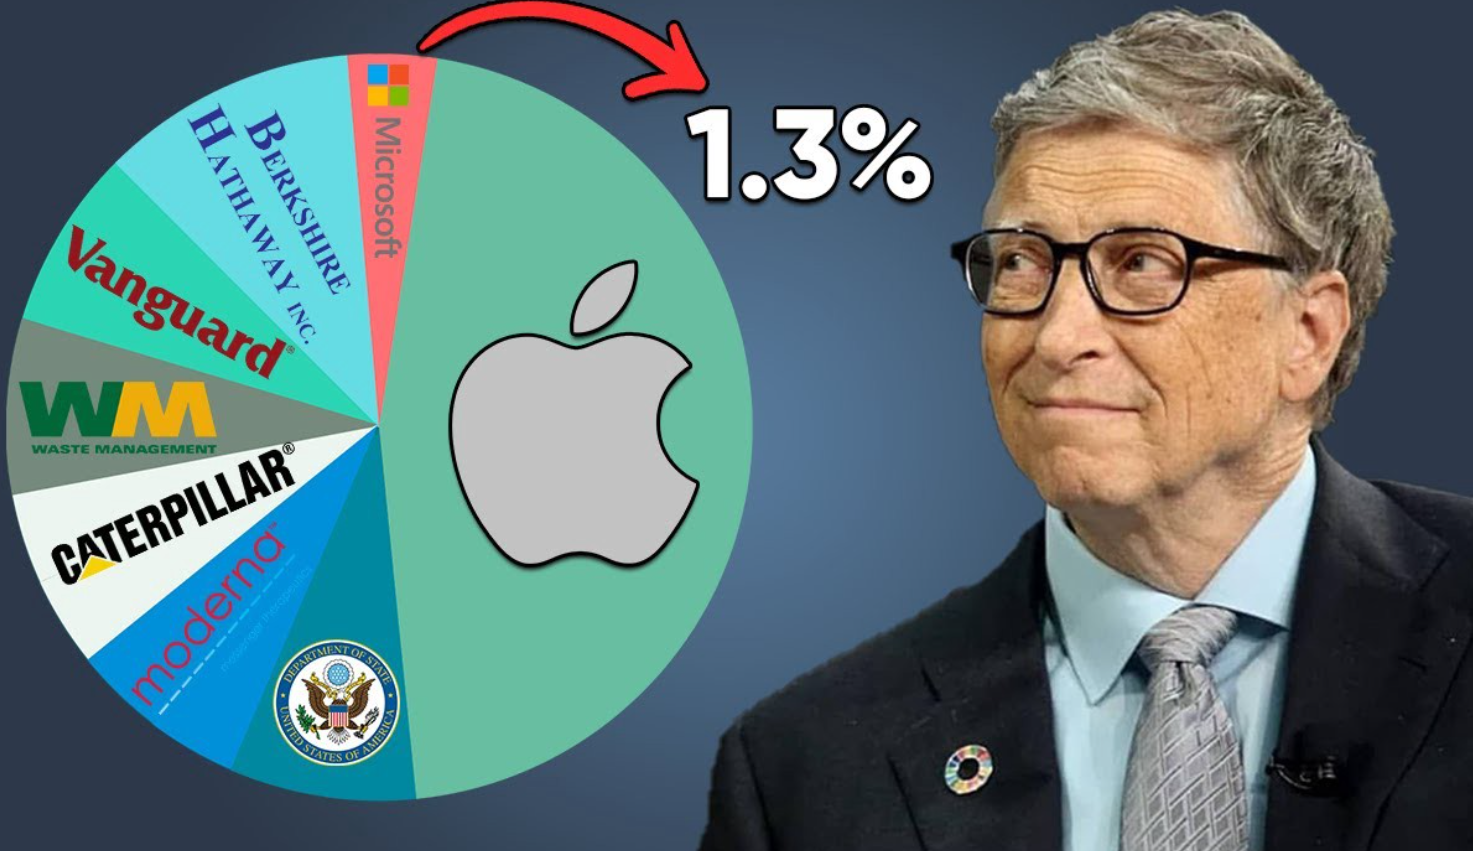 Microsoft
1.3%
BERKSHIRE
HATHAWAY INC.
Vanguard®
WM
WASTE MANAGEMENT
CATERPILLAR®
moderna™
messenger therapeutics
DEPARTMENT OF STATE
UNITED STATES OF AMERICA